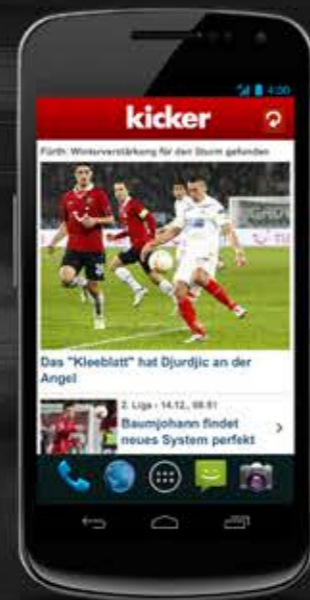 4:00
kicker
Fürth: Winterverstärkung für den Sturm gefunden
Das "Kleeblatt" hat Djurdjic an der
Angel
2. Liga - 14.12., 08:51
Baumjohann findet
neues System perfekt